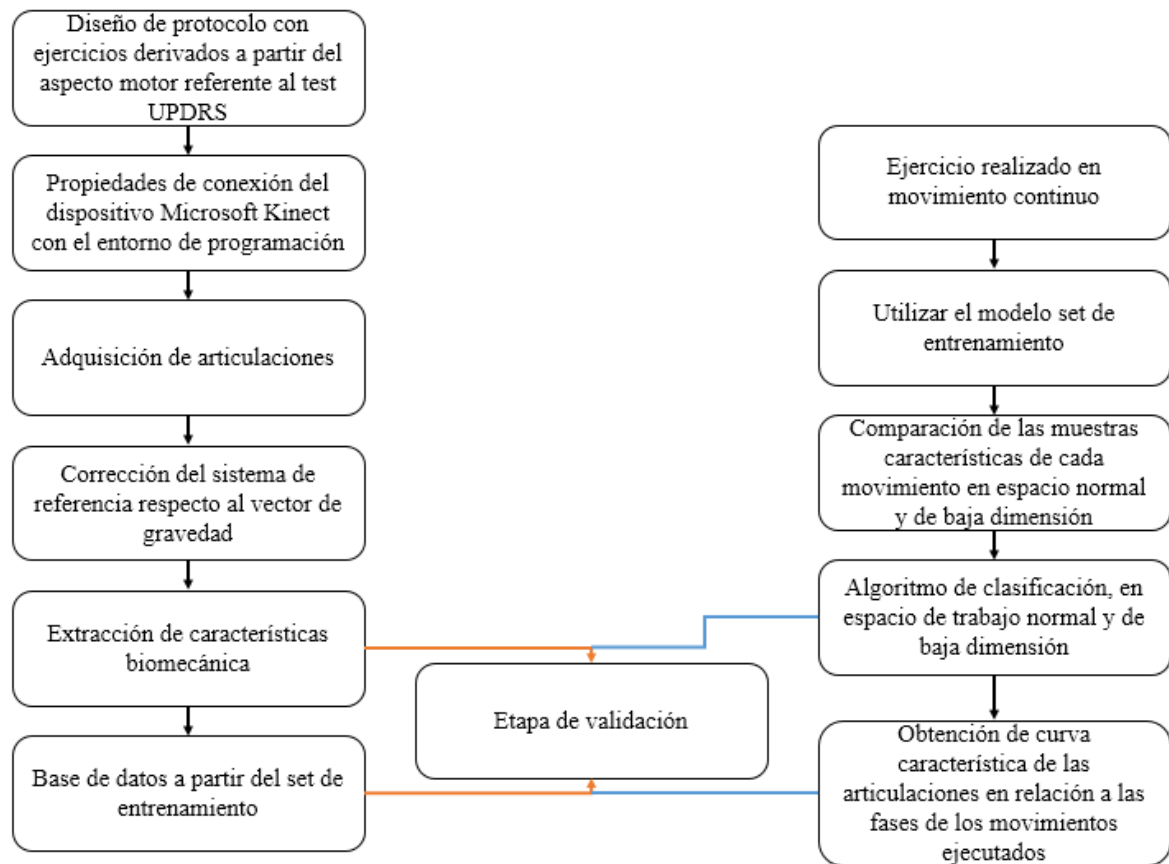 Diseño de protocolo con
ejercicios derivados a partir del
aspecto motor referente al test
UPDRS
Propiedades de conexión del
dispositivo Microsoft Kinect
con el entorno de programación
Adquisición de articulaciones
Corrección del sistema de
referencia respecto al vector de
gravedad
Extracción de características
biomecánica
Base de datos a partir del set de
entrenamiento
Etapa de validación
Ejercicio realizado en
movimiento continuo
Utilizar el modelo set de
entrenamiento
Comparación de las muestras
características de cada
movimiento en espacio normal
y de baja dimensión
Algoritmo de clasificación, en
espacio de trabajo normal y de
baja dimensión
Obtención de curva
característica de las
articulaciones en relación a las
fases de los movimientos
ejecutados